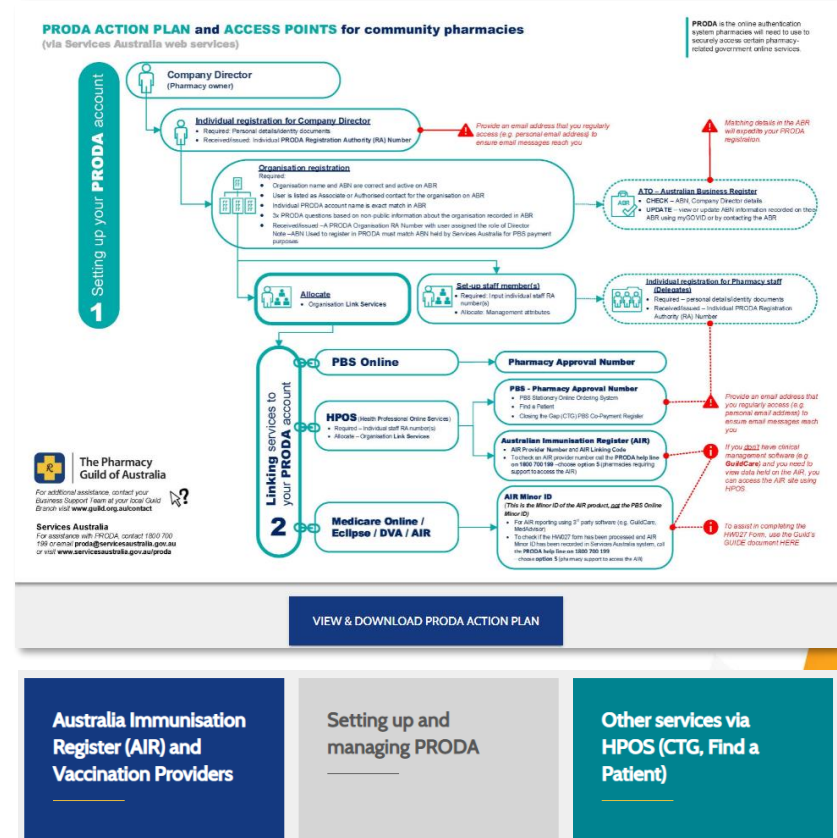 PRODA ACTION PLAN and ACCESS POINTS for community pharmacies
(via Services Australia web services)
PRODA is the online authentication
system pharmacies will need to use to
securely access certain pharmacy-
related government online services.
1 Setting up your PRODA account
Company Director
(Pharmacy owner)
Individual registration for Company Director
• Required: Personal details/identity documents
• Received/issued: Individual PRODA Registration Authority (RA) Number
Provide an email address that you regularly
access (e.g. personal email address) to
ensure email messages reach you
Matching details in the ABR
will expedite your PRODA
registration
Organisation registration
Required
• Organisation name and ABN are correct and active on ABR
• User is listed as Associate or Authorised contact for the organisation on ABR
• Individual PRODA account name is exact match in ABR
• 3x PRODA questions based on non-public information about the organisation recorded in ABR
• Received/issued –A PRODA Organisation RA Number with user assigned the role of Director
Note –ABN Used to register in PRODA must match ABN held by Services Australia for PBS payment
purposes.
ABR
ATO – Australian Business Register
• CHECK – ABN, Company Director
details
• UPDATE – view or update ABN information recorded on the
ABR using myGOVID or by contacting the ABR
Allocate
• Organisation Link Services
Set-up staff member(s)
• Required: Input individual staff RA
number(s)
• Allocate: Management attributes
Individual registration for Pharmacy staff
(Delegates)
• Required – personal details/identity documents
• Received/issued – Individual PRODA Registration
Authority (RA) Number
2 Linking services to
your PRODA account
PBS Online
Pharmacy Approval Number
HPOS (Health Professional Online Services)
• Required – Individual staff RA number(s)
• Allocate – Organisation Link Services
PBS - Pharmacy Approval Number
• PBS Stationery Online Ordering System
• Find a Patient
• Closing the Gap (CTG) PBS Co-Payment Register
Provide an email address that
you regularly access (e.g.
personal email address) to
ensure email messages reach
you
Australian Immunisation Register (AIR)
• AIR Provider Number and AIR Linking Code
• To check an AIR provider number call the PRODA help line
on 1800 700 199 –choose option 5 (pharmacies requiring
support to access the AIR)
If you don't have clinical
management software (e.g.
GuildCare) and you need to
view data held on the AIR, you
can access the AIR site using
HPOS.
Medicare Online /
Eclipse / DVA / AIR
AIR Minor ID
(This is the Minor ID of the AIR product, not the PBS Online
Minor ID)
• For AIR reporting using 3rd party software (e.g. GuildCare,
MedAdvisor)
• To check if the HW027 form has been processed and AIR
Minor ID has been recorded in Services Australia system, call
the PRODA help line on 1800 700 199
- choose option 5 (pharmacy support to access the AIR)
To assist in completing the
HW027 Form, use the Guild's
GUIDE document HERE
The Pharmacy
Guild of Australia
For additional assistance, contact your
Business Support Team at your local Guild
Branch visit www.guild.org.au/contact
?
Services Australia
For assistance with PRODA, contact 1800 700
199 or email proda@servicesaustralia.gov.au
or visit www.servicesaustralia.gov.au/proda
VIEW & DOWNLOAD PRODA ACTION PLAN
Australia Immunisation
Register (AIR) and
Vaccination Providers
Setting up and
managing PRODA
Other services via
HPOS (CTG, Find a
Patient)